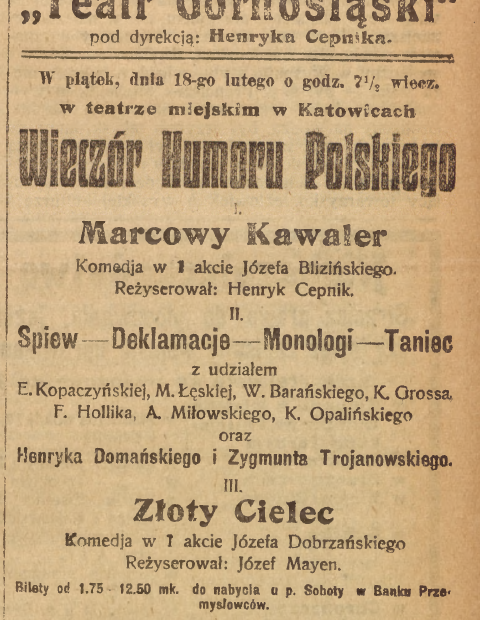 „Teatr Górnośląski"
pod dyrekcją: Henryka Cepnika.
W piątek, dnia 18-go lutego o godz. 7½ wiecz.
w teatrze miejskim w Katowicach
Wieczór Humoru Polskiego
I.
Marcowy Kawaler
Komedja w 1 akcie Józefa Blizińskiego.
Reżyserował: Henryk Cepnik.
II.
Spiew—Deklamacje—Monologi—Taniec
z udziałem
E. Kopaczyńskiej, M. Łęskiej, W. Barańskiego, K. Grossa,
F. Hollika, A. Miłowskiego, K. Opalińskiego
oraz
Henryka Domańskiego i Zygmunta Trojanowskiego.
III.
Złoty Cielec
Komedja w 1 akcie Józefa Dobrzańskiego
Reżyserował: Józef Mayen.
Bilety od 1.75 - 12.50 mk. do nabycia u p. Soboty w Banku Prze-
mysłowców.